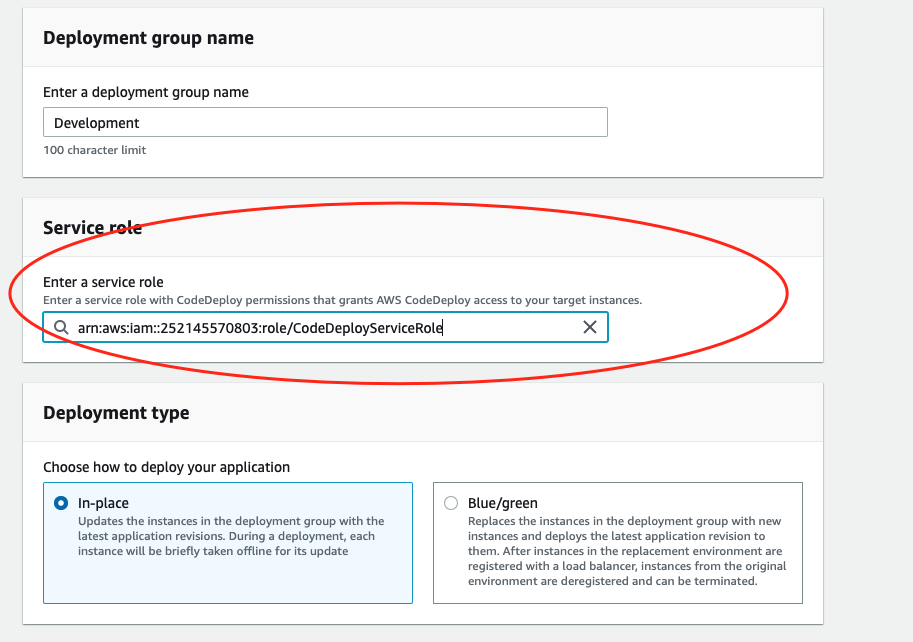 Deployment group name
Enter a deployment group name
Development
100 character limit
Service role
Enter a service role
Enter a service role with CodeDeploy permissions that grants AWS CodeDeploy access to your target instances.
arn:aws:iam::252145570803:role/CodeDeployServiceRole
Deployment type
Choose how to deploy your application
In-place
Updates the instances in the deployment group with the
latest application revisions. During a deployment, each
instance will be briefly taken offline for its update
Blue/green
Replaces the instances in the deployment group with new
instances and deploys the latest application revision to
them. After instances in the replacement environment are
registered with a load balancer, instances from the original
environment are deregistered and can be terminated.